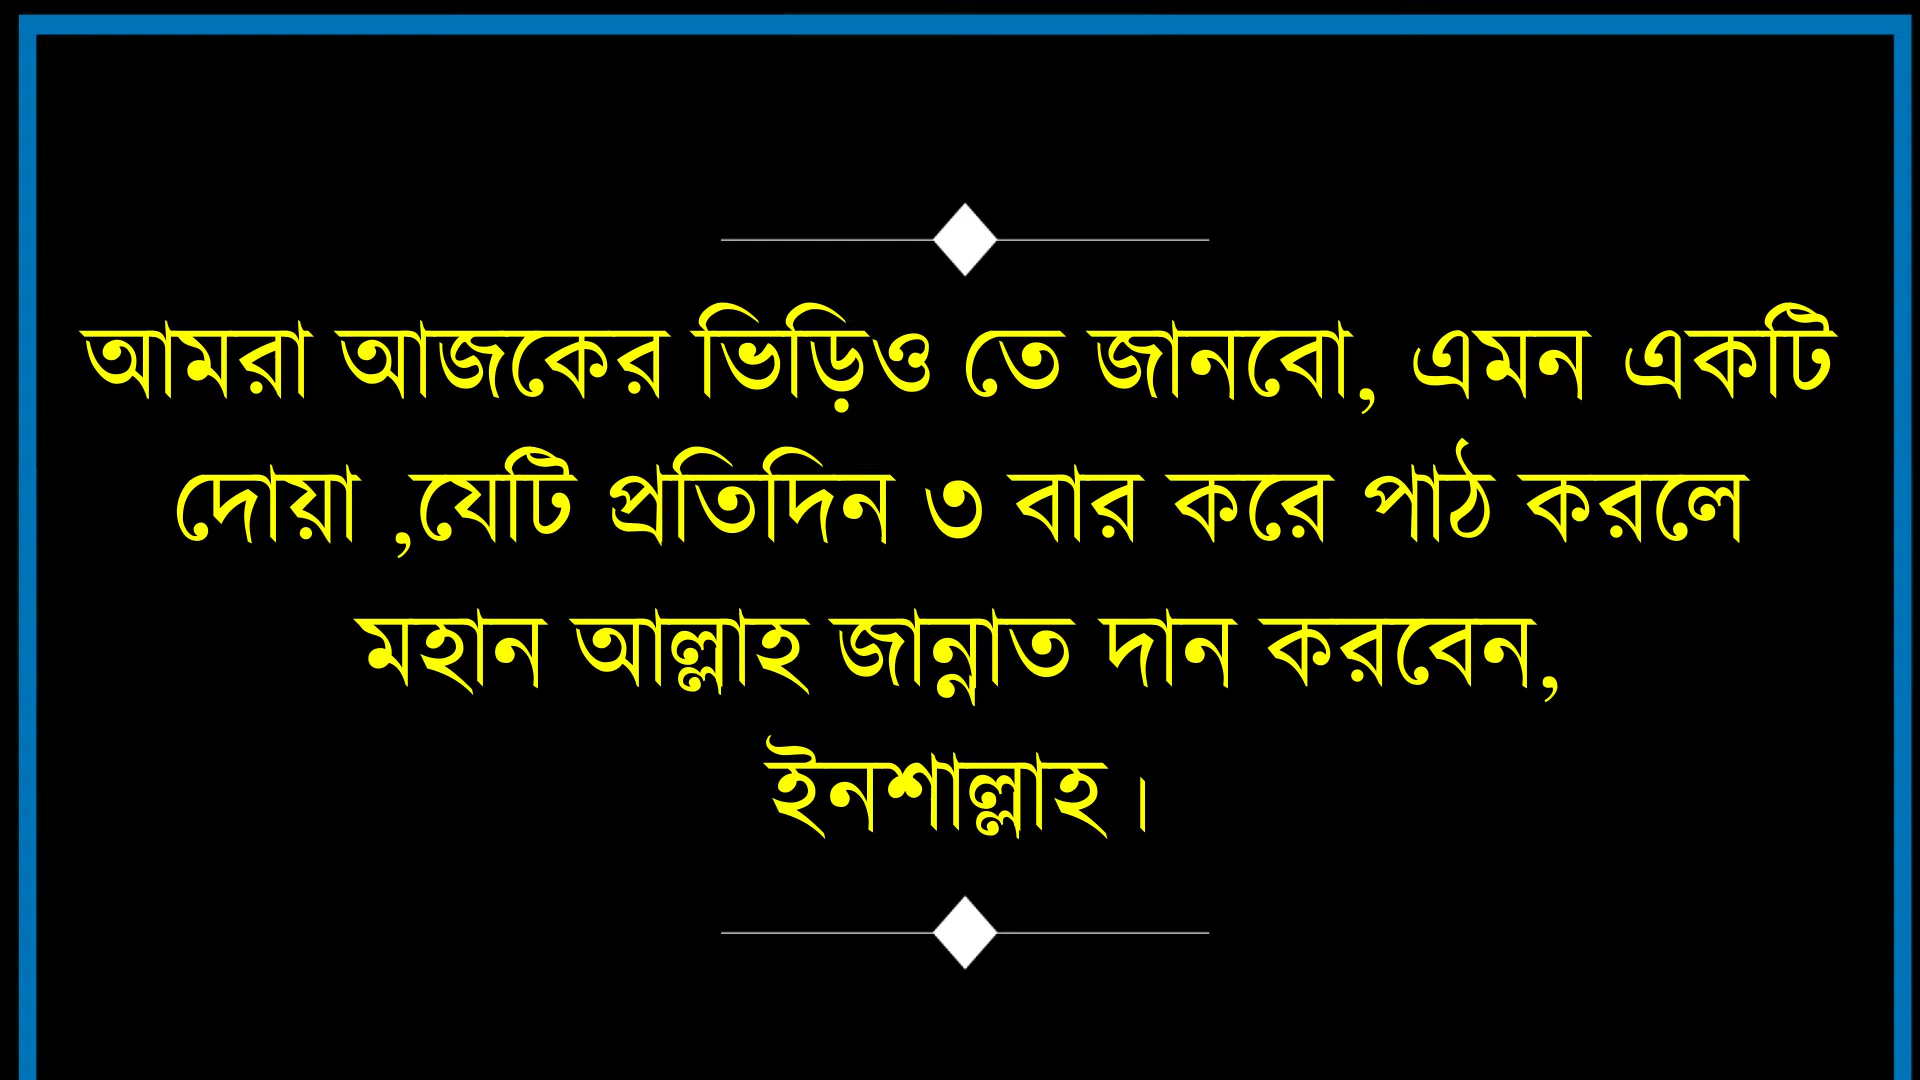 আমরা আজকের ভিড়িও তে জানবো, এমন একটি
দোয়া ,যেটি প্রতিদিন ৩ বার করে পাঠ করলে
মহান আল্লাহ জান্নাত দান করবেন,
ইনশাল্লাহ।